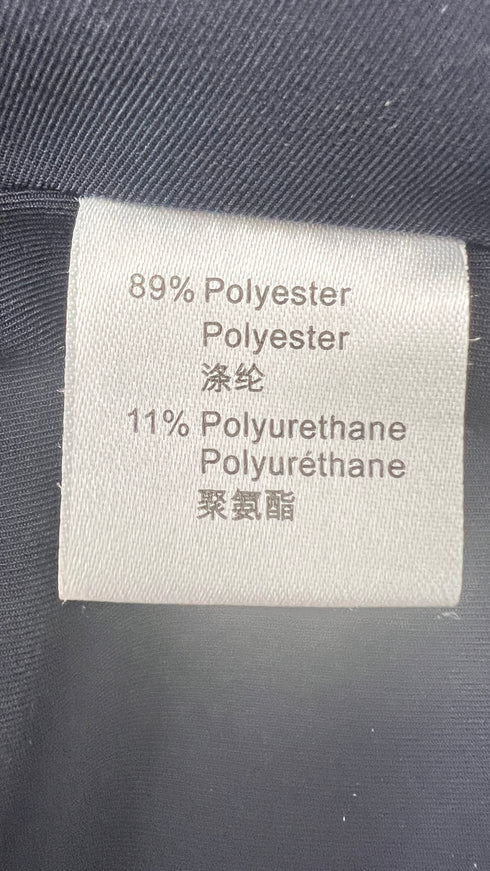 89% Polyester
Polyester
涤纶
11% Polyurethane
Polyuréthane
聚氨酯